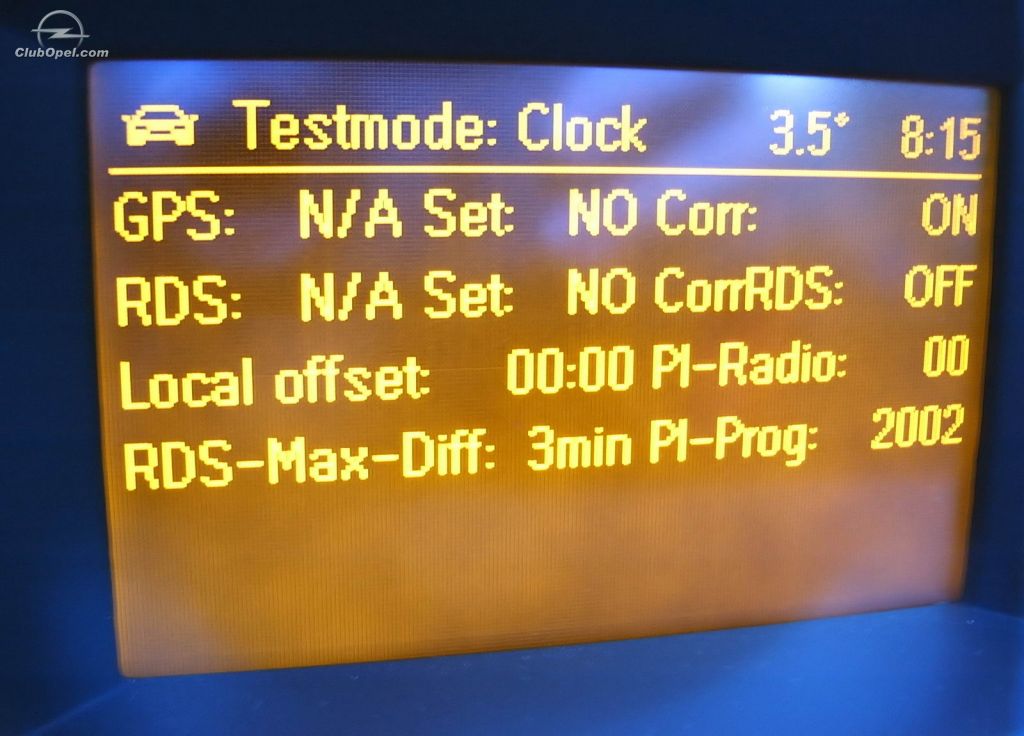 ClubOpel.com
Testmode: Clock 3.5° 8:15
GPS: N/A Set: NO Corr: ON
RDS: N/A Set: NO CorrRDS: OFF
Local offset: 00:00 PI-Radio: 00
RDS-Max-Diff: 3min PI-Prog: 2002